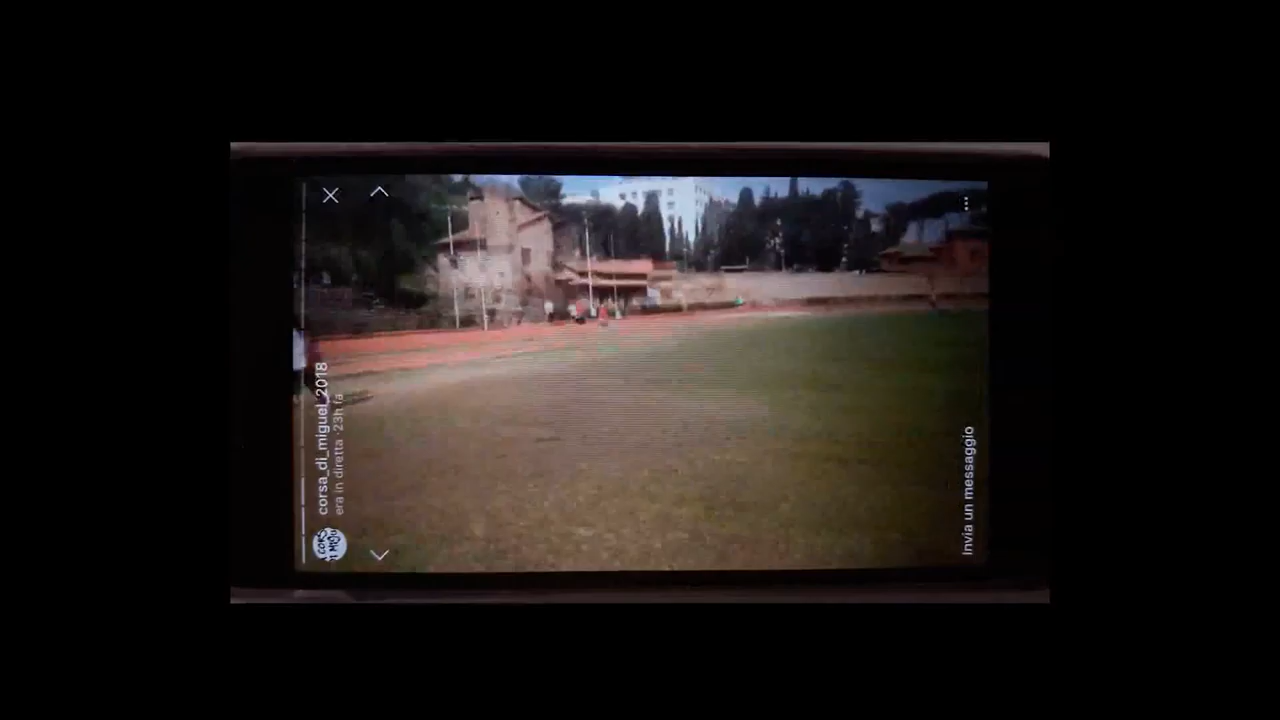 corsa_di_miguel_2018
era in diretta · 23h fa
Invia un messaggio